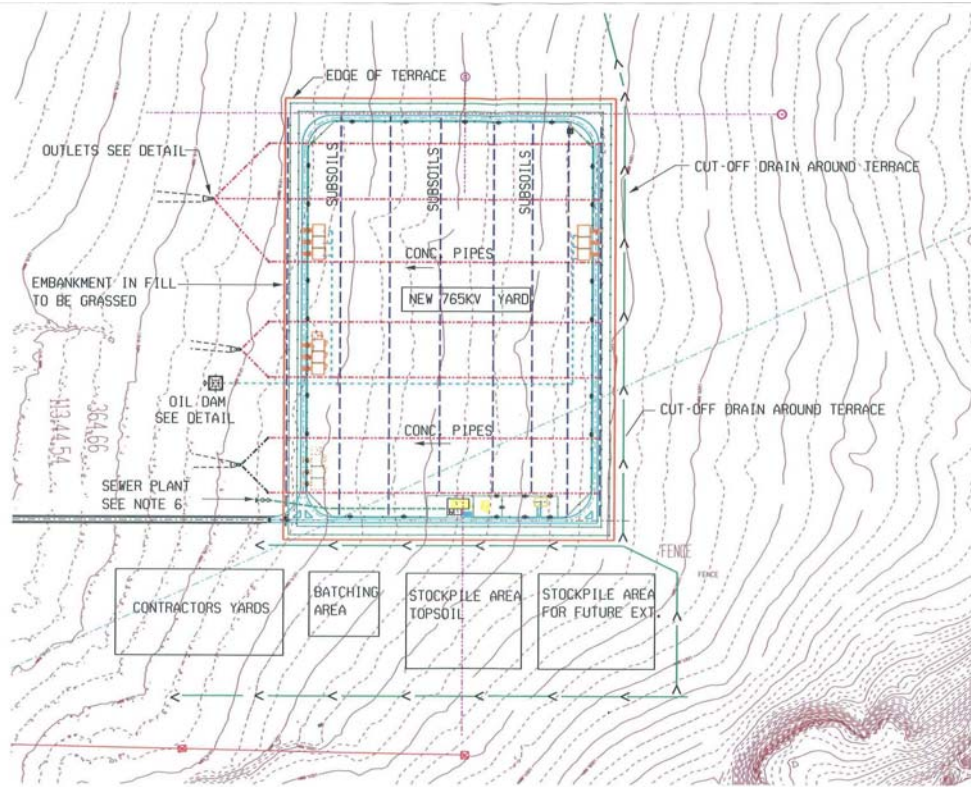 EDGE OF TERRACE
OUTLETS SEE DETAIL
CUT-OFF DRAIN AROUND TERRACE
SUBSOILS
SUBSOILS
SUBSOILS
CONC. PIPES
EMBANKMENT IN FILL
TO BE GRASSED
NEW 765KV YARD
OIL DAM
SEE DETAIL
364.66
N344.54
CUT-OFF DRAIN AROUND TERRACE
CONC. PIPES
SEWER PLANT
SEE NOTE 6
FENCE
FENCE
CONTRACTORS YARDS
BATCHING
AREA
STOCKPILE AREA
TOPSOIL
STOCKPILE AREA
FOR FUTURE EXT.